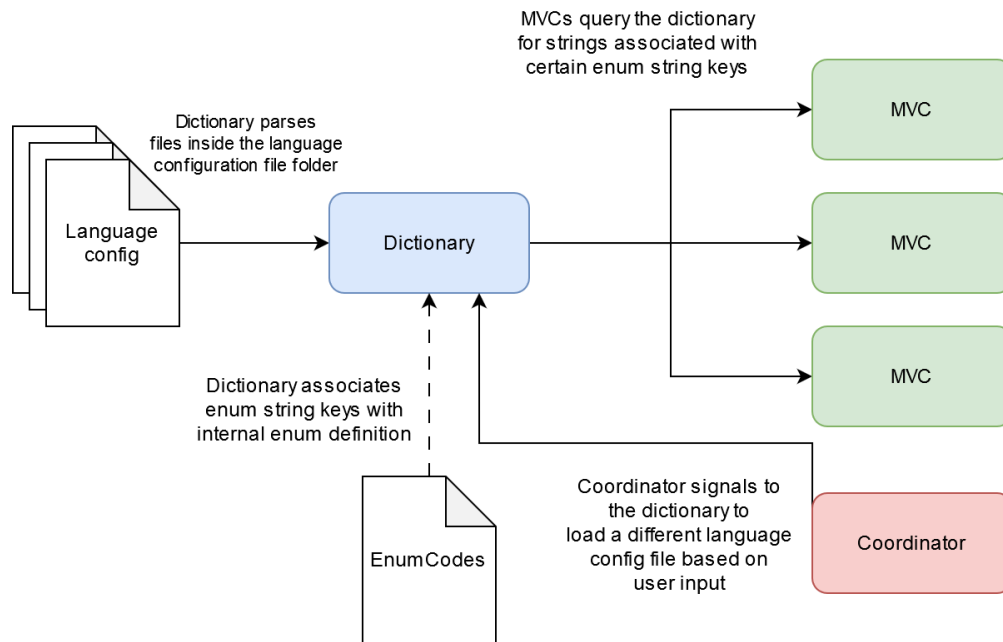 MVCs query the dictionary
for strings associated with
certain enum string keys
MVC
Dictionary parses
files inside the language
configuration file folder
Language
config
Dictionary
MVC
MVC
Dictionary associates
enum string keys with
internal enum definition
EnumCodes
Coordinator signals to
the dictionary to
load a different language
config file based on
user input
Coordinator